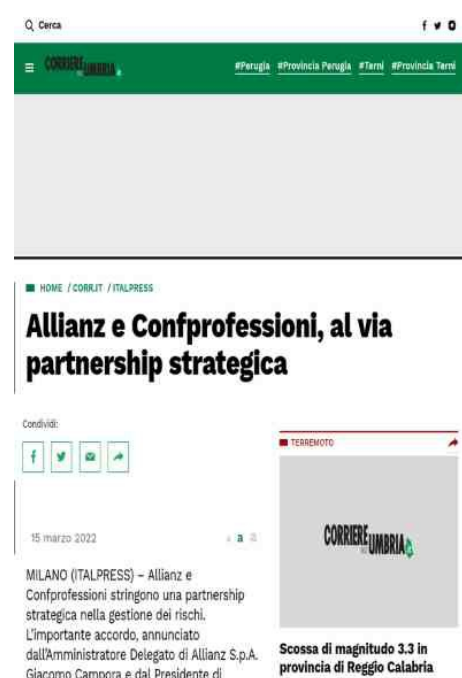 Cerca
CORRIERE UMBRIA
#Perugia #Provincia Perugia #Terni #Provincia Terni
HOME / CORR.IT / ITALPRESS
Allianz e Confprofessioni, al via
partnership strategica
Condividi:
15 marzo 2022
a a a
MILANO (ITALPRESS) – Allianz e
Confprofessioni stringono una partnership
strategica nella gestione dei rischi.
L'importante accordo, annunciato
dall'Amministratore Delegato di Allianz S.p.A.
Giacomo Campora e dal Presidente di
TERREMOTO
CORRIERE UMBRIA
Scossa di magnitudo 3.3 in
provincia di Reggio Calabria